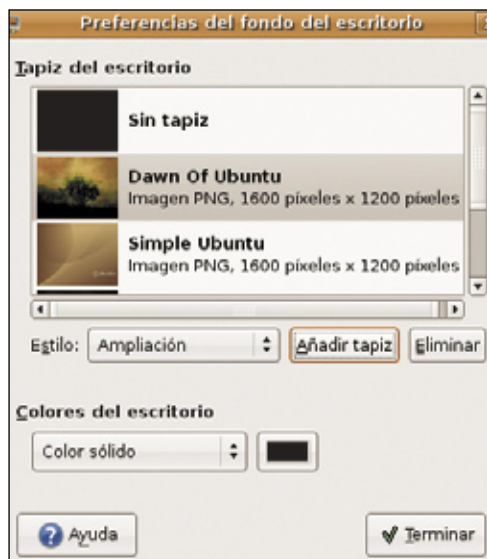 Preferencias del fondo del escritorio
Tapiz del escritorio
Sin tapiz
Dawn Of Ubuntu
Imagen PNG, 1600 píxeles x 1200 píxeles
Simple Ubuntu
Imagen PNG, 1600 píxeles x 1200 píxeles
Estilo: Ampliación Añadir tapiz Eliminar
Colores del escritorio
Color sólido
Ayuda Terminar